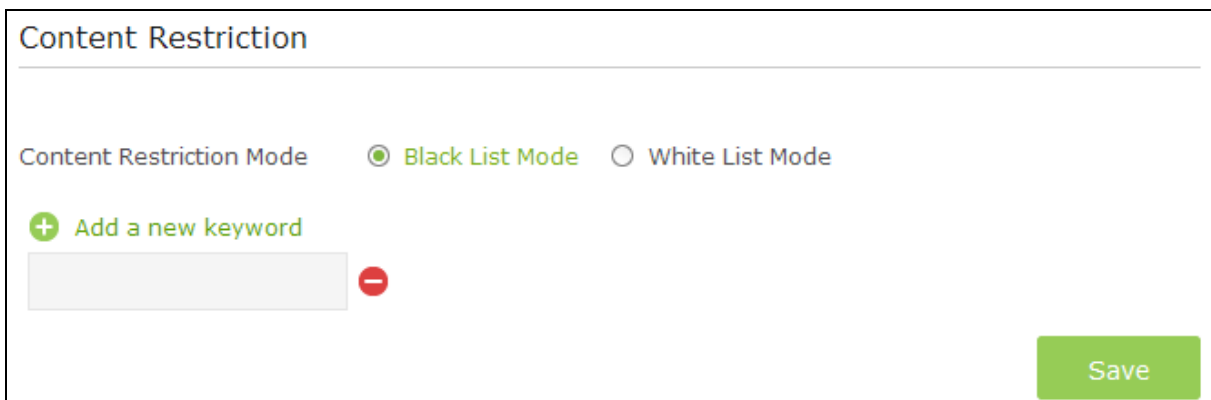 Content Restriction
Content Restriction Mode Black List Mode White List Mode
Add a new keyword
Save